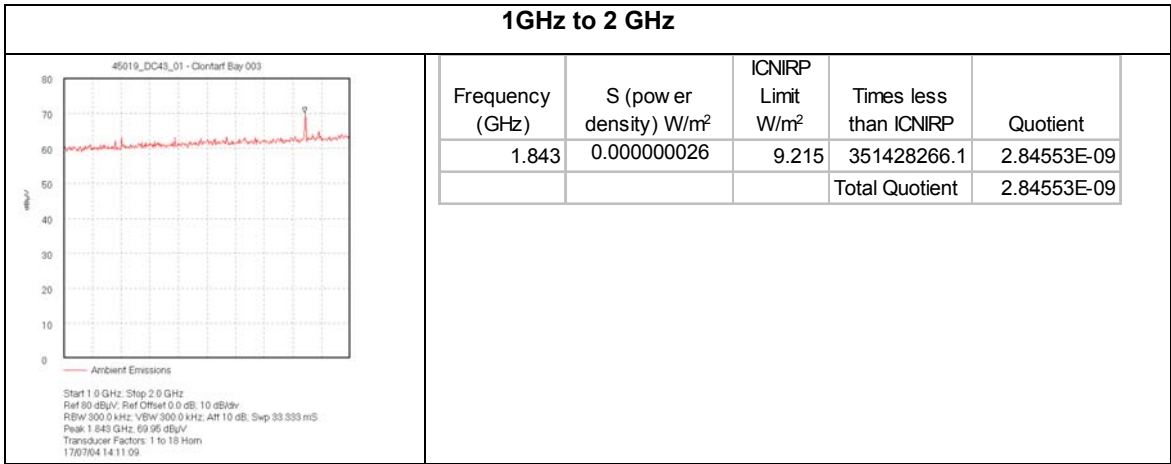 1GHz to 2 GHz
45019_DC43_01 - Clontarf Bay 003
80
70
60
50
40
30
20
10
0
dBµV
Ambient Emissions
Start 1.0 GHz; Stop 2.0 GHz
Ref 80 dBµV; Ref Offset 0.0 dB; 10 dB/div
RBW 300.0 kHz; VBW 300.0 kHz; Att 10 dB; Swp 33.333 mS
Peak 1.843 GHz, 69.95 dBµV
Transducer Factors: 1 to 18 Horn
17/07/04 14:11:09
Frequency (GHz) S (pow er density) W/m² ICNIRP Limit W/m² Times less than ICNIRP Quotient
1.843 0.000000026 9.215 351428266.1 2.84553E-09
Total Quotient 2.84553E-09